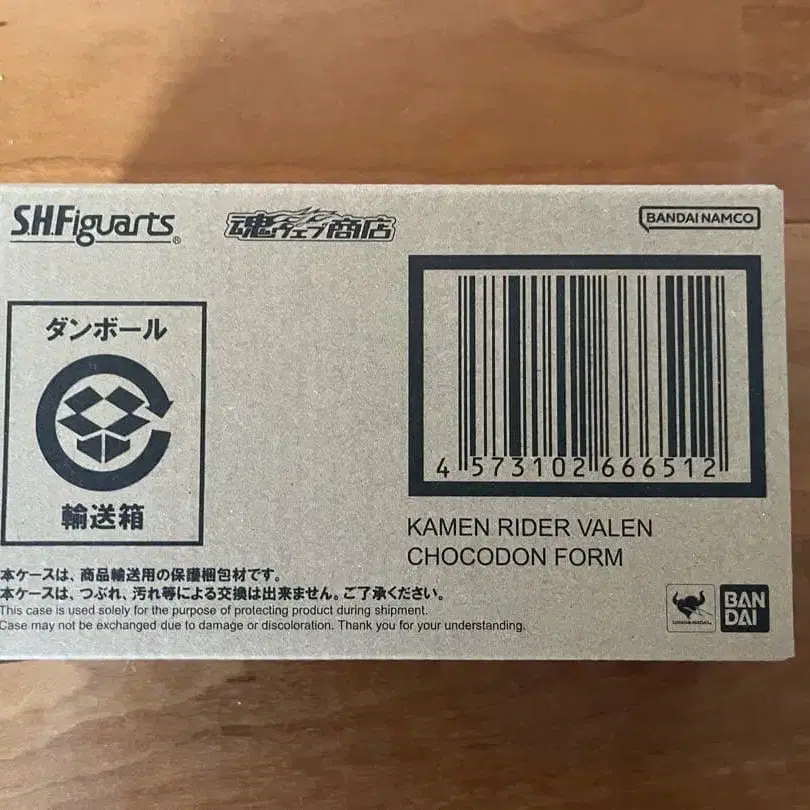 S.H.Figuarts®
魂ウェブ商店
BANDAI NAMCO
ダンボール
輸送箱
4 573102 666512
KAMEN RIDER VALEN
CHOCODON FORM
本ケースは、商品輸送用の保護梱包材です。
本ケースは、つぶれ、汚れ等による交換は出来ません。ご了承ください。
This case is used solely for the purpose of protecting product during shipment.
Case may not be exchanged due to damage or discoloration. Thank you for your understanding.
BAN
DAI